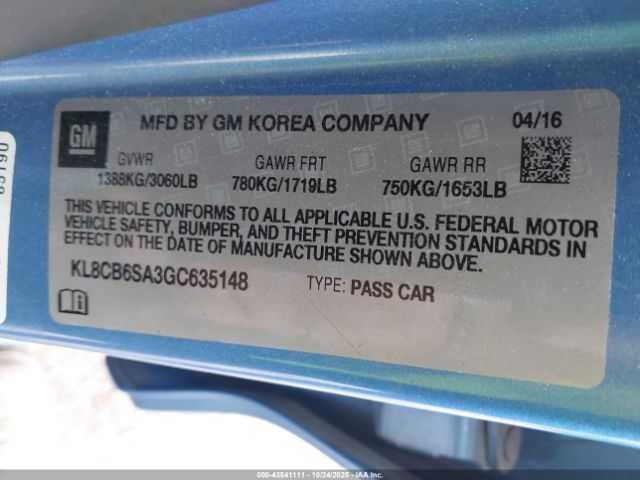 GM
MFD BY GM KOREA COMPANY 04/16
GVWR GAWR FRT GAWR RR
1388KG/3060LB 780KG/1719LB 750KG/1653LB
THIS VEHICLE CONFORMS TO ALL APPLICABLE U.S. FEDERAL MOTOR
VEHICLE SAFETY, BUMPER, AND THEFT PREVENTION STANDARDS IN
EFFECT ON THE DATE OF MANUFACTURE SHOWN ABOVE.
KL8CB6SA3GC635148 TYPE: PASS CAR
000-43541111 - 10/24/2025 - IAAI.com